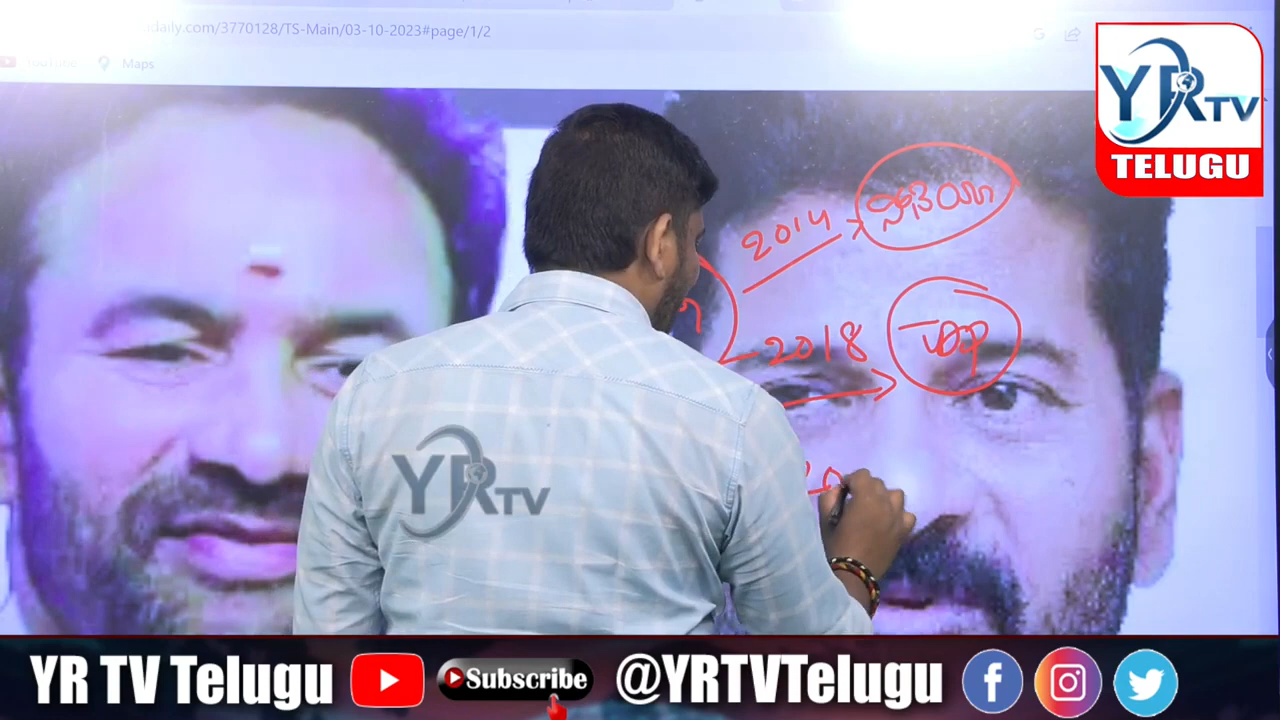 daily.com/3770128/TS-Main/03-10-2023#page/1/2
YouTube
Maps
YRTV
TELUGU
2014
2018
YRTV
20
YR TV Telugu
Subscribe
@YRTVTelugu